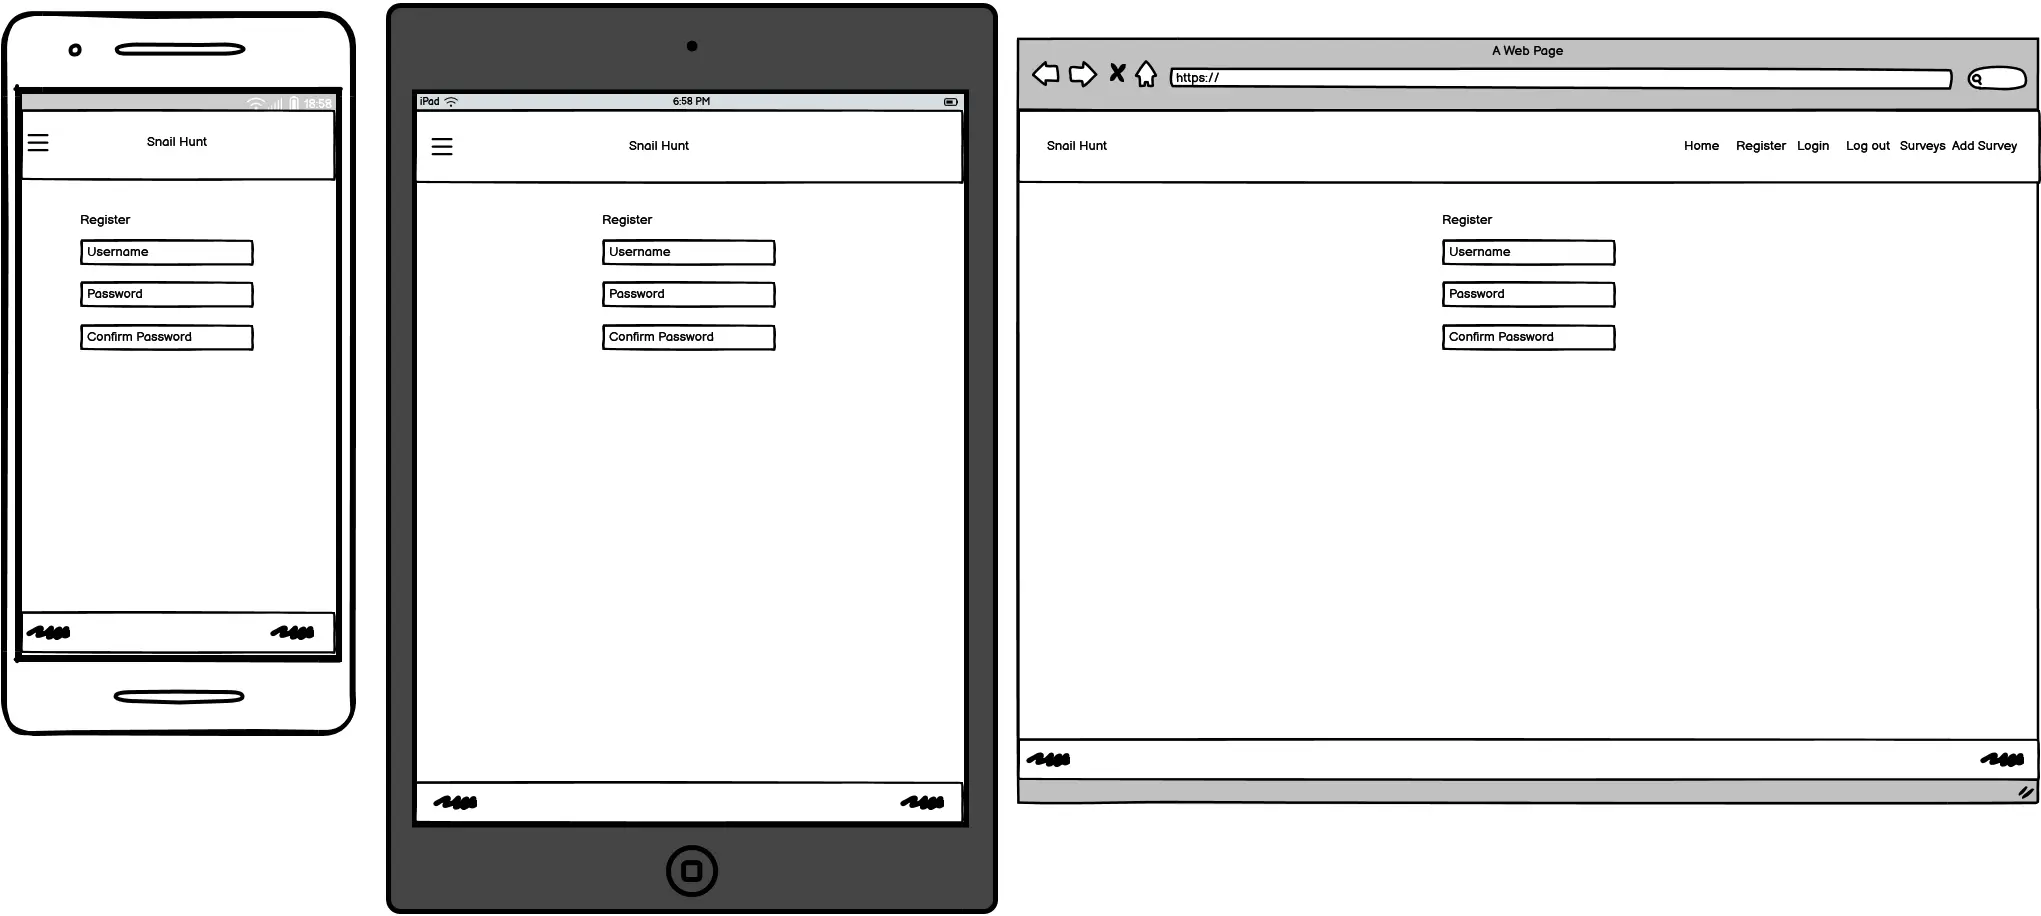 18:58
Snail Hunt
Register
Username
Password
Confirm Password
iPad 6:58 PM
Snail Hunt
Register
Username
Password
Confirm Password
A Web Page
https://
Snail Hunt Home Register Login Log out Surveys Add Survey
Register
Username
Password
Confirm Password